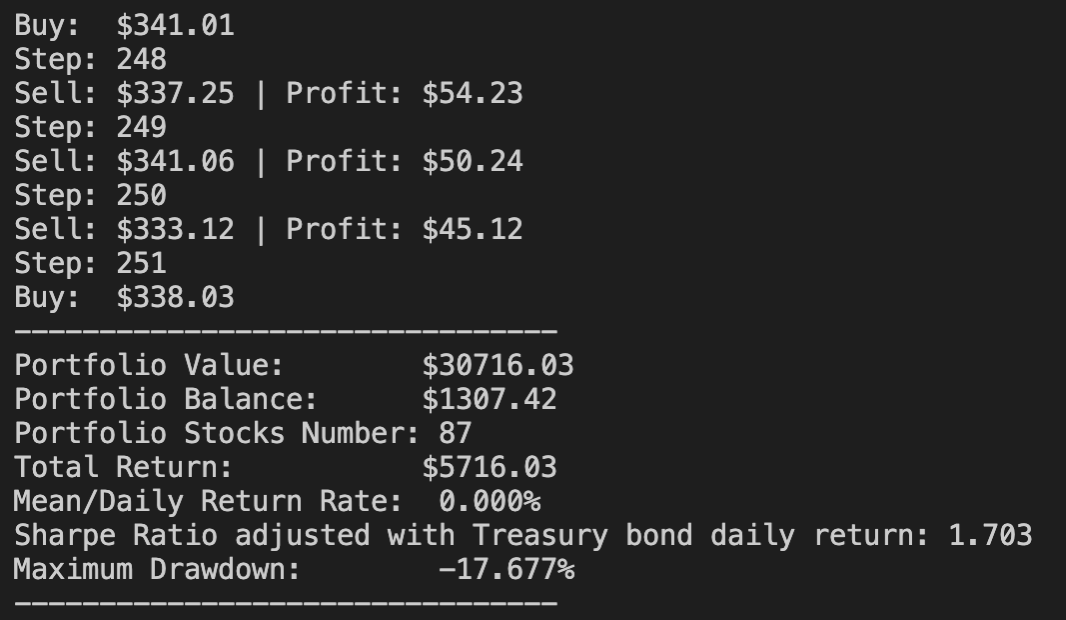 Buy:  $341.01
Step: 248
Sell: $337.25 | Profit: $54.23
Step: 249
Sell: $341.06 | Profit: $50.24
Step: 250
Sell: $333.12 | Profit: $45.12
Step: 251
Buy:  $338.03
--------------------------------
Portfolio Value:        $30716.03
Portfolio Balance:      $1307.42
Portfolio Stocks Number: 87
Total Return:           $5716.03
Mean/Daily Return Rate:  0.000%
Sharpe Ratio adjusted with Treasury bond daily return: 1.703
Maximum Drawdown:        -17.677%
--------------------------------